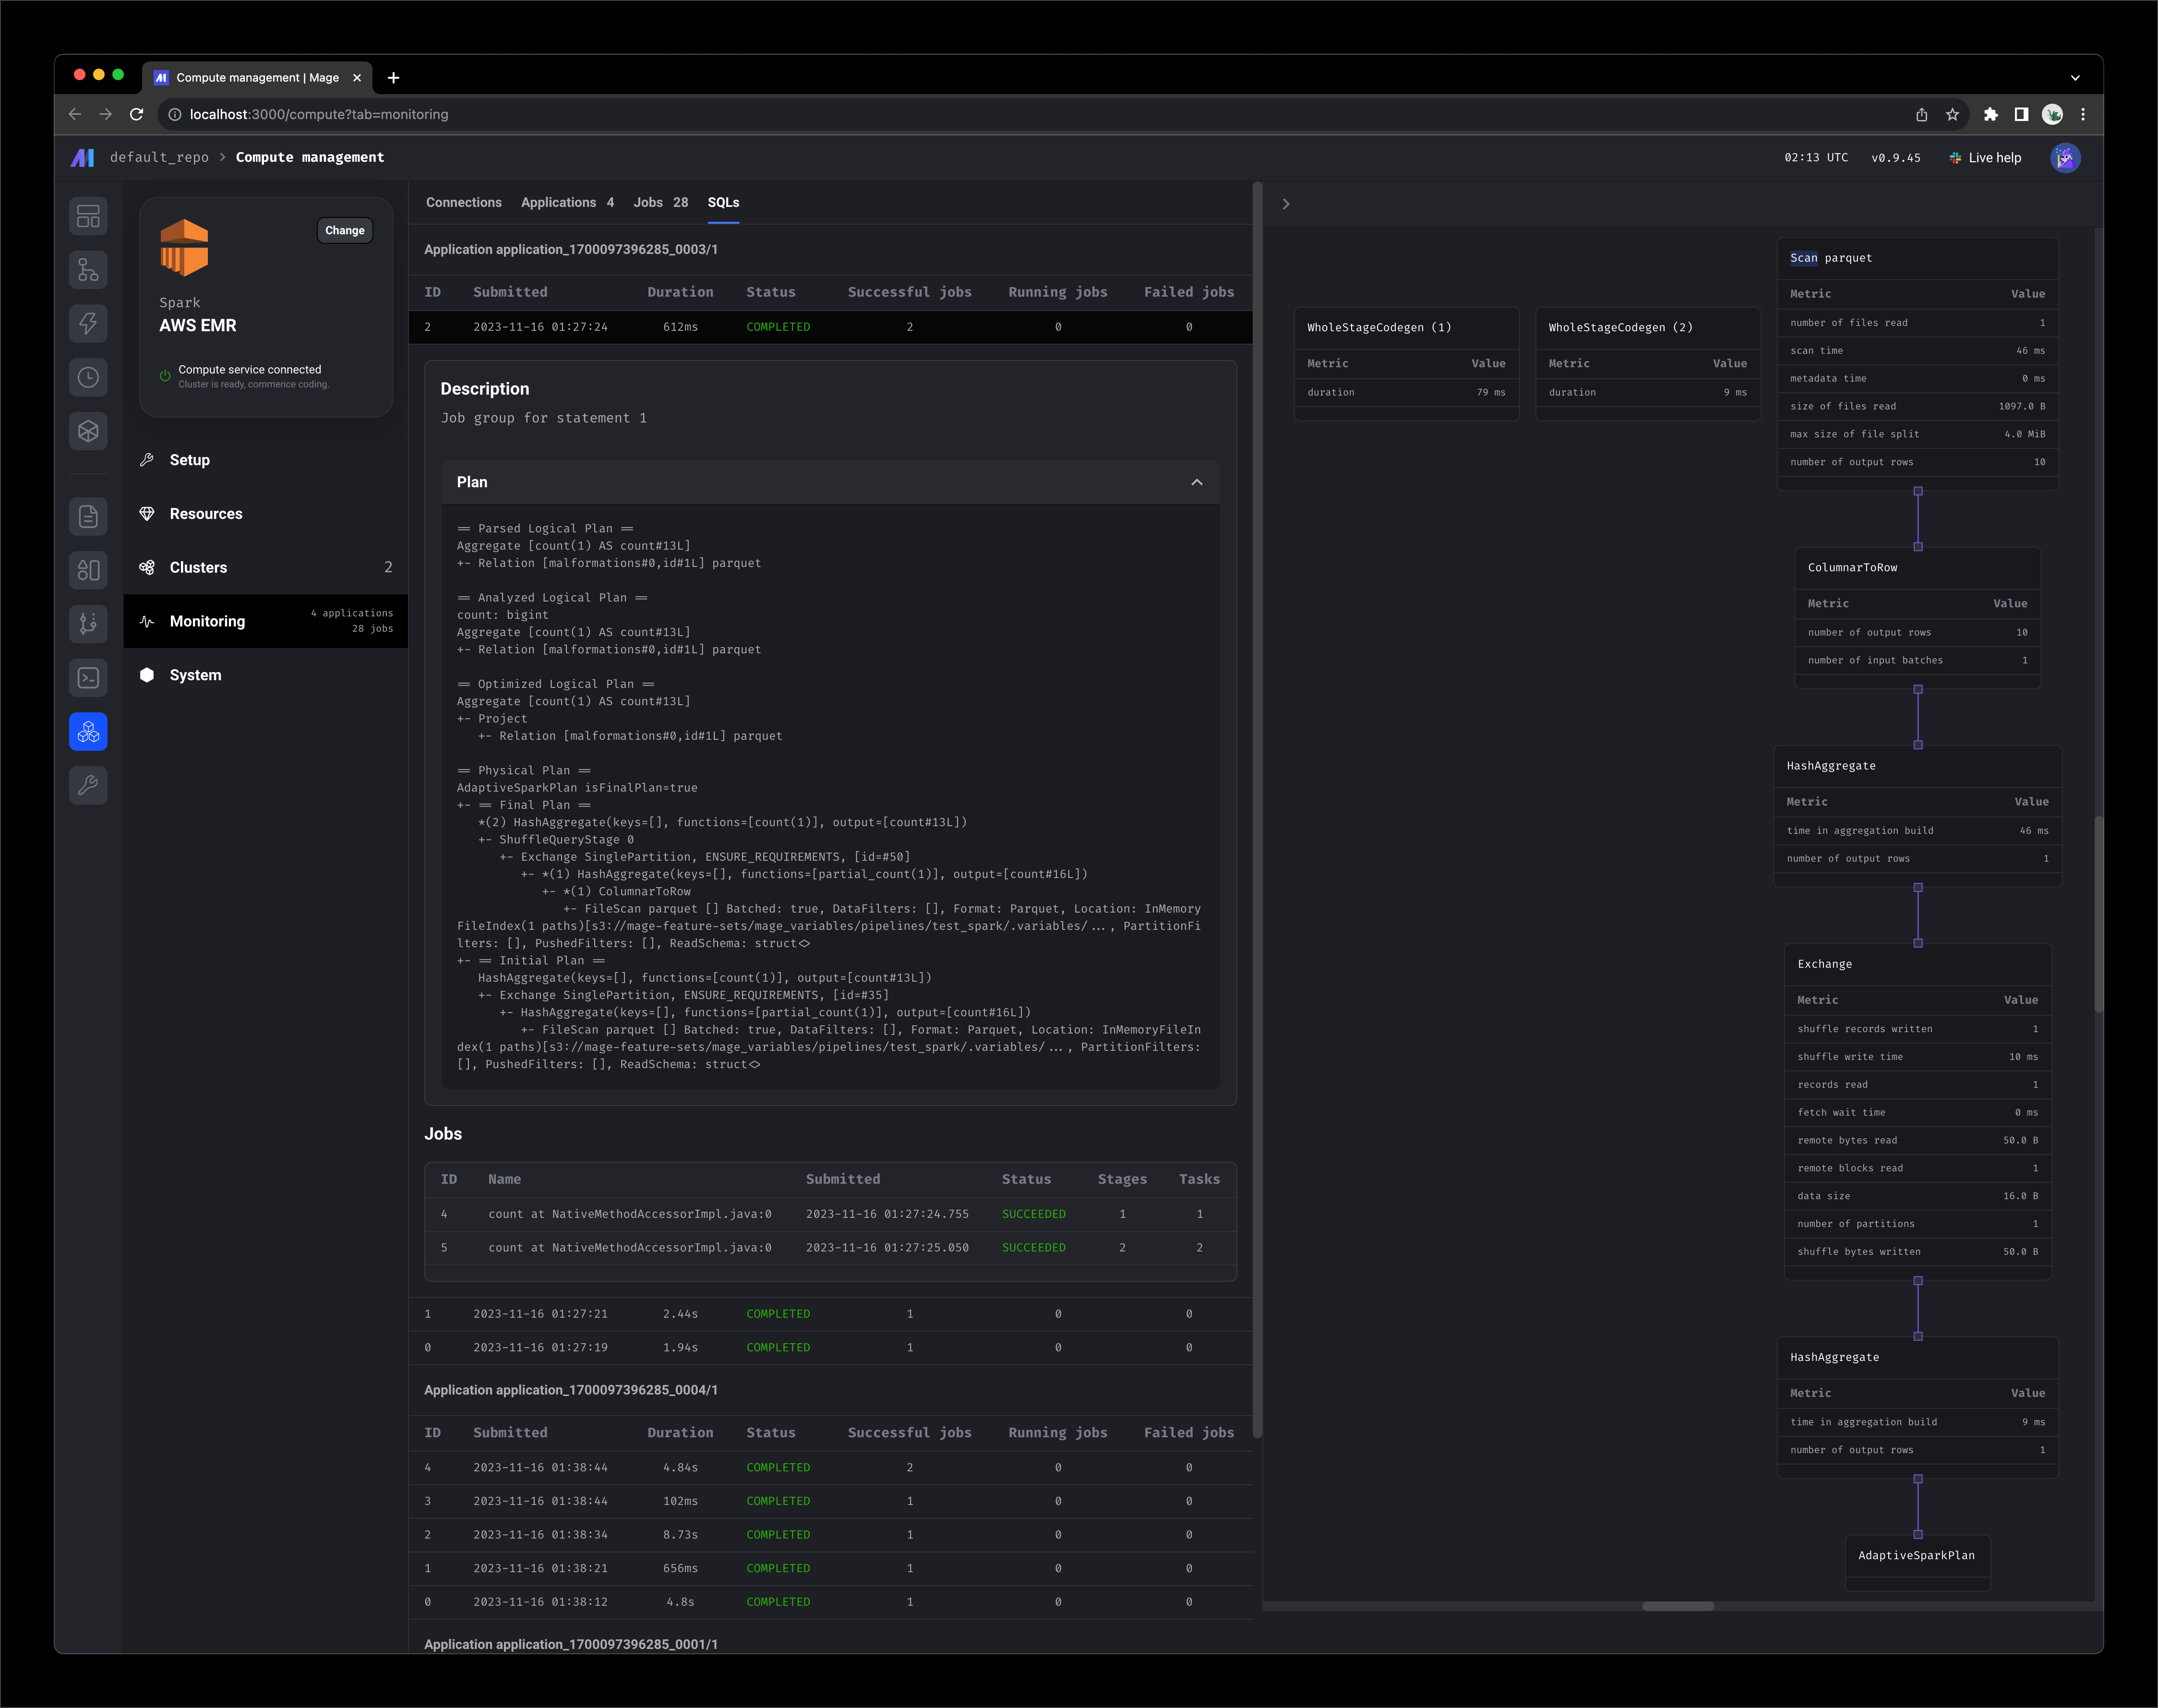 Compute management | Mage
localhost:3000/compute?tab=monitoring
default_repo > Compute management
02:13 UTC v0.9.45 Live help
Change
Spark
AWS EMR
Compute service connected
Cluster is ready, commence coding.
Setup
Resources
Clusters 2
Monitoring 4 applications
28 jobs
System
Connections Applications 4 Jobs 28 SQLs
Application application_1700097396285_0003/1
ID Submitted Duration Status Successful jobs Running jobs Failed jobs
2 2023-11-16 01:27:24 612ms COMPLETED 2 0 0
Description
Job group for statement 1
Plan
== Parsed Logical Plan ==
Aggregate [count(1) AS count#13L]
+- Relation [malformations#0,id#1L] parquet
== Analyzed Logical Plan ==
count: bigint
Aggregate [count(1) AS count#13L]
+- Relation [malformations#0,id#1L] parquet
== Optimized Logical Plan ==
Aggregate [count(1) AS count#13L]
+- Project
   +- Relation [malformations#0,id#1L] parquet
== Physical Plan ==
AdaptiveSparkPlan isFinalPlan=true
+- == Final Plan ==
   *(2) HashAggregate(keys=[], functions=[count(1)], output=[count#13L])
   +- ShuffleQueryStage 0
      +- Exchange SinglePartition, ENSURE_REQUIREMENTS, [id=#50]
         +- *(1) HashAggregate(keys=[], functions=[partial_count(1)], output=[count#16L])
            +- *(1) ColumnarToRow
               +- FileScan parquet [] Batched: true, DataFilters: [], Format: Parquet, Location: InMemory
FileIndex(1 paths)[s3://mage-feature-sets/mage_variables/pipelines/test_spark/.variables/..., PartitionFi
lters: [], PushedFilters: [], ReadSchema: struct<>
+- == Initial Plan ==
   HashAggregate(keys=[], functions=[count(1)], output=[count#13L])
   +- Exchange SinglePartition, ENSURE_REQUIREMENTS, [id=#35]
      +- HashAggregate(keys=[], functions=[partial_count(1)], output=[count#16L])
         +- FileScan parquet [] Batched: true, DataFilters: [], Format: Parquet, Location: InMemoryFileIn
dex(1 paths)[s3://mage-feature-sets/mage_variables/pipelines/test_spark/.variables/..., PartitionFilters:
[], PushedFilters: [], ReadSchema: struct<>
Jobs
ID Name Submitted Status Stages Tasks
4 count at NativeMethodAccessorImpl.java:0 2023-11-16 01:27:24.755 SUCCEEDED 1 1
5 count at NativeMethodAccessorImpl.java:0 2023-11-16 01:27:25.050 SUCCEEDED 2 2
1 2023-11-16 01:27:21 2.44s COMPLETED 1 0 0
0 2023-11-16 01:27:19 1.94s COMPLETED 1 0 0
Application application_1700097396285_0004/1
ID Submitted Duration Status Successful jobs Running jobs Failed jobs
4 2023-11-16 01:38:44 4.84s COMPLETED 2 0 0
3 2023-11-16 01:38:44 102ms COMPLETED 1 0 0
2 2023-11-16 01:38:34 8.73s COMPLETED 1 0 0
1 2023-11-16 01:38:21 656ms COMPLETED 1 0 0
0 2023-11-16 01:38:12 4.8s COMPLETED 1 0 0
Application application_1700097396285_0001/1
WholeStageCodegen (1)
Metric Value
duration 79 ms
WholeStageCodegen (2)
Metric Value
duration 9 ms
Scan parquet
Metric Value
number of files read 1
scan time 46 ms
metadata time 0 ms
size of files read 1097.0 B
max size of file split 4.0 MiB
number of output rows 10
ColumnarToRow
Metric Value
number of output rows 10
number of input batches 1
HashAggregate
Metric Value
time in aggregation build 46 ms
number of output rows 1
Exchange
Metric Value
shuffle records written 1
shuffle write time 10 ms
records read 1
fetch wait time 0 ms
remote bytes read 50.0 B
remote blocks read 1
data size 16.0 B
number of partitions 1
shuffle bytes written 50.0 B
HashAggregate
Metric Value
time in aggregation build 9 ms
number of output rows 1
AdaptiveSparkPlan